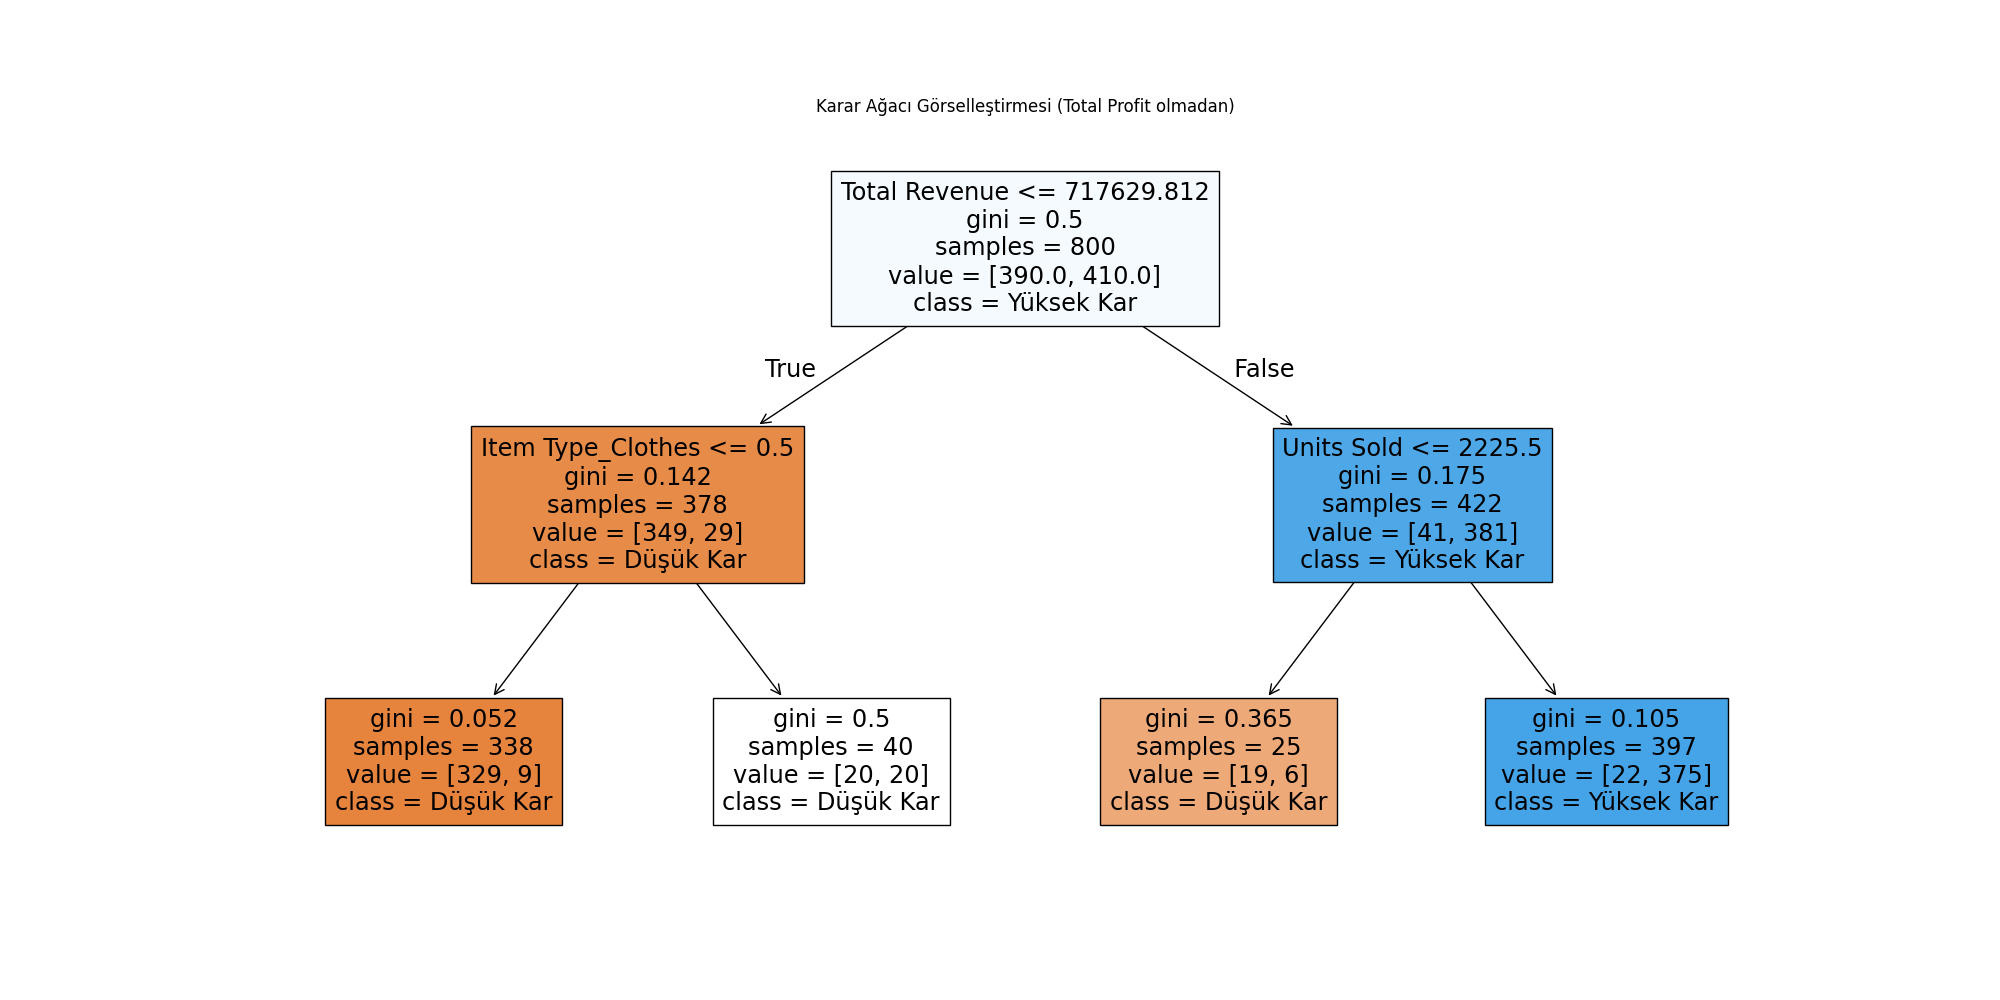 Karar Ağacı Görselleştirmesi (Total Profit olmadan)
Total Revenue <= 717629.812
gini = 0.5
samples = 800
value = [390.0, 410.0]
class = Yüksek Kar
True
False
Item Type_Clothes <= 0.5
gini = 0.142
samples = 378
value = [349, 29]
class = Düşük Kar
Units Sold <= 2225.5
gini = 0.175
samples = 422
value = [41, 381]
class = Yüksek Kar
gini = 0.052
samples = 338
value = [329, 9]
class = Düşük Kar
gini = 0.5
samples = 40
value = [20, 20]
class = Düşük Kar
gini = 0.365
samples = 25
value = [19, 6]
class = Düşük Kar
gini = 0.105
samples = 397
value = [22, 375]
class = Yüksek Kar